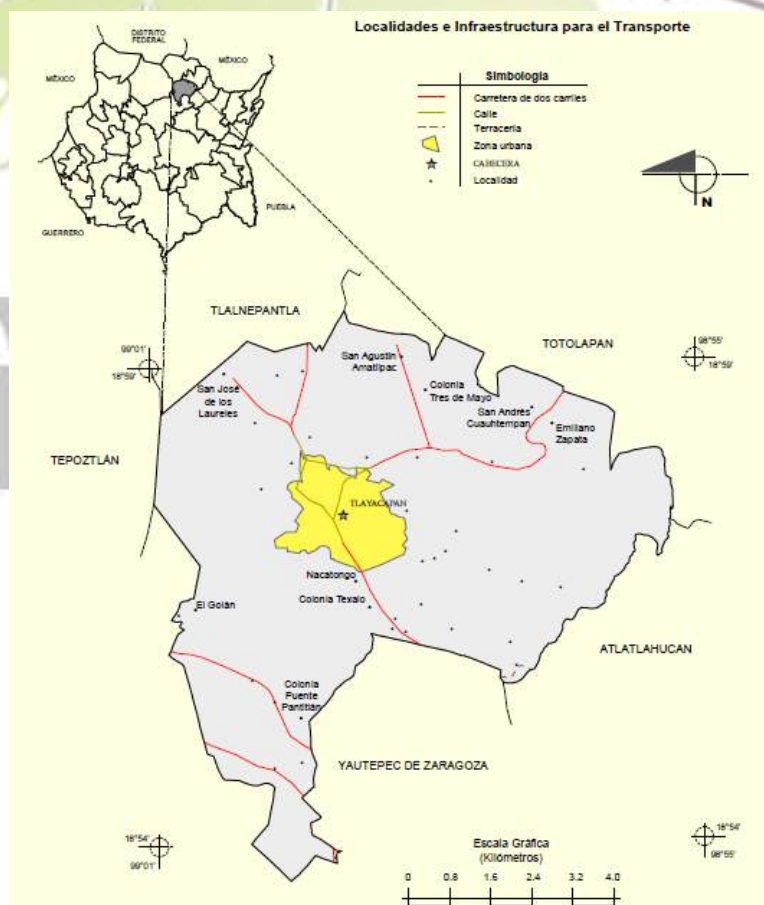 Localidades e Infraestructura para el Transporte
DISTRITO
FEDERAL
MÉXICO
MÉXICO
PUEBLA
GUERRERO
Simbología
Carretera de dos carriles
Calle
Terracería
Zona urbana
CABECERA
Localidad
N
TLALNEPANTLA
TOTOLAPAN
99°01'
18°59'
98°55'
18°59'
San Agustín
Amatlipac
San José
de los
Laureles
Colonia
Tres de Mayo
San Andrés
Cuauhtempan
Emiliano
Zapata
TEPOZTLÁN
TLAYACAPAN
Nacatongo
Colonia Texalo
El Golán
ATLATLAHUCAN
Colonia
Puente
Pantitlán
YAUTEPEC DE ZARAGOZA
18°54'
99°01'
18°54'
98°55'
Escala Gráfica
(Kilómetros)
0 0.8 1.6 2.4 3.2 4.0